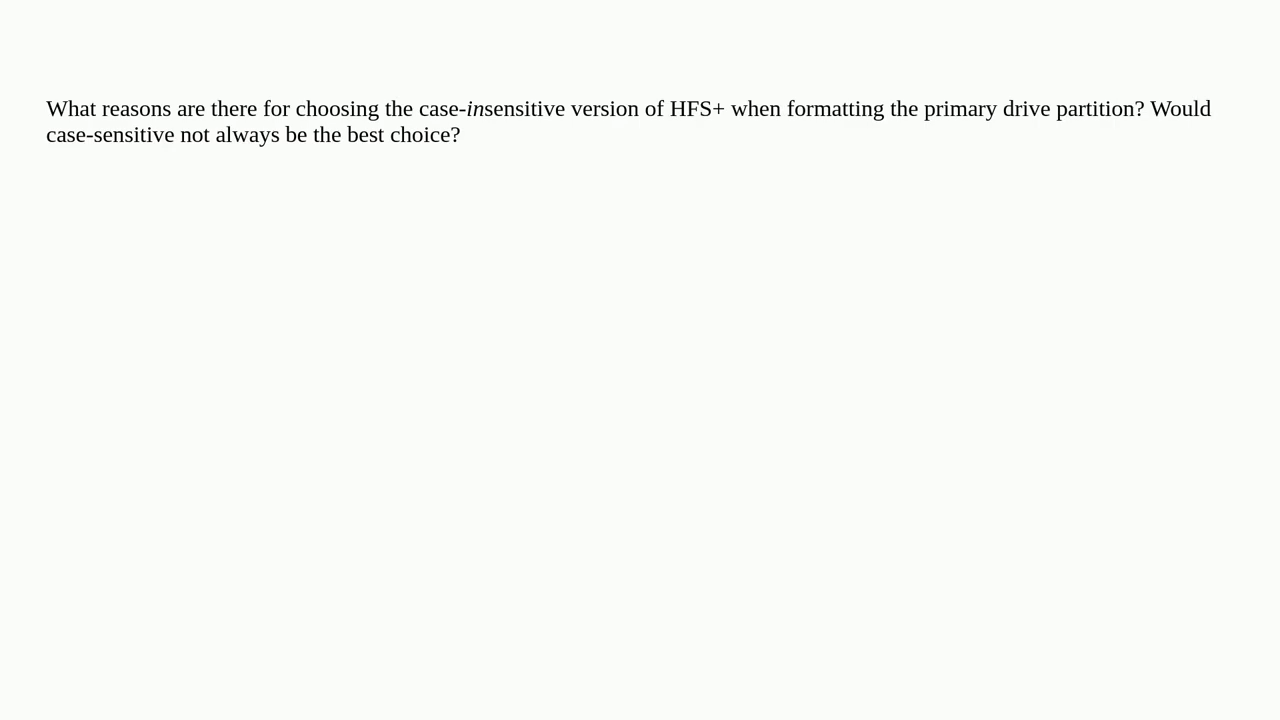 What reasons are there for choosing the case-insensitive version of HFS+ when formatting the primary drive partition? Would
case-sensitive not always be the best choice?